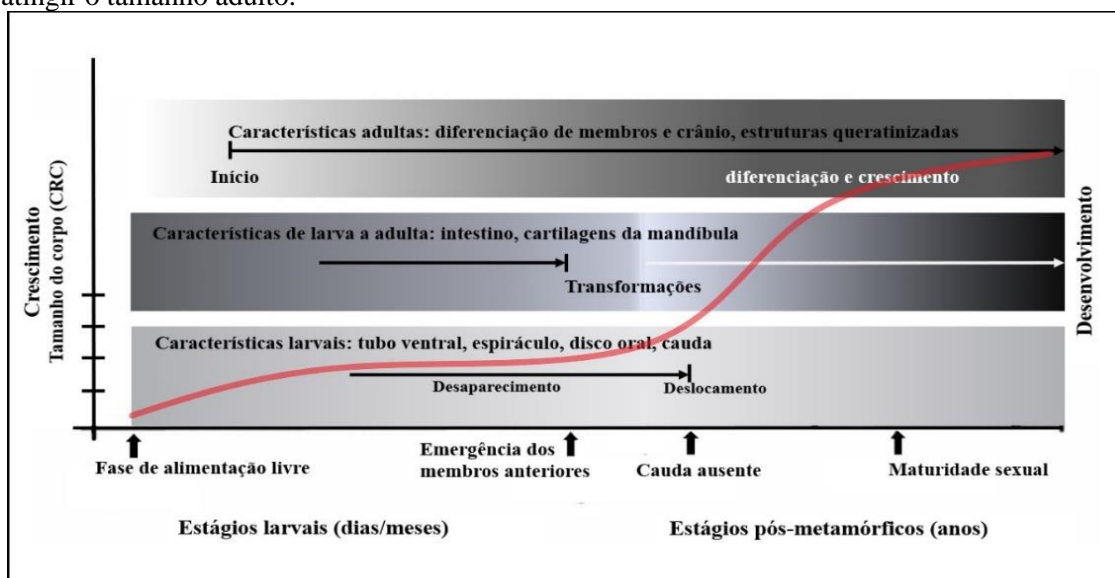 atingir o tamanho adulto.
Características adultas: diferenciação de membros e crânio, estruturas queratinizadas
Início
diferenciação e crescimento
Características de larva a adulta: intestino, cartilagens da mandíbula
Transformações
Características larvais: tubo ventral, espiráculo, disco oral, cauda
Desaparecimento
Deslocamento
Crescimento
Tamanho do corpo (CRC)
Desenvolvimento
Fase de alimentação livre
Emergência dos
membros anteriores
Cauda ausente
Maturidade sexual
Estágios larvais (dias/meses)
Estágios pós-metamórficos (anos)